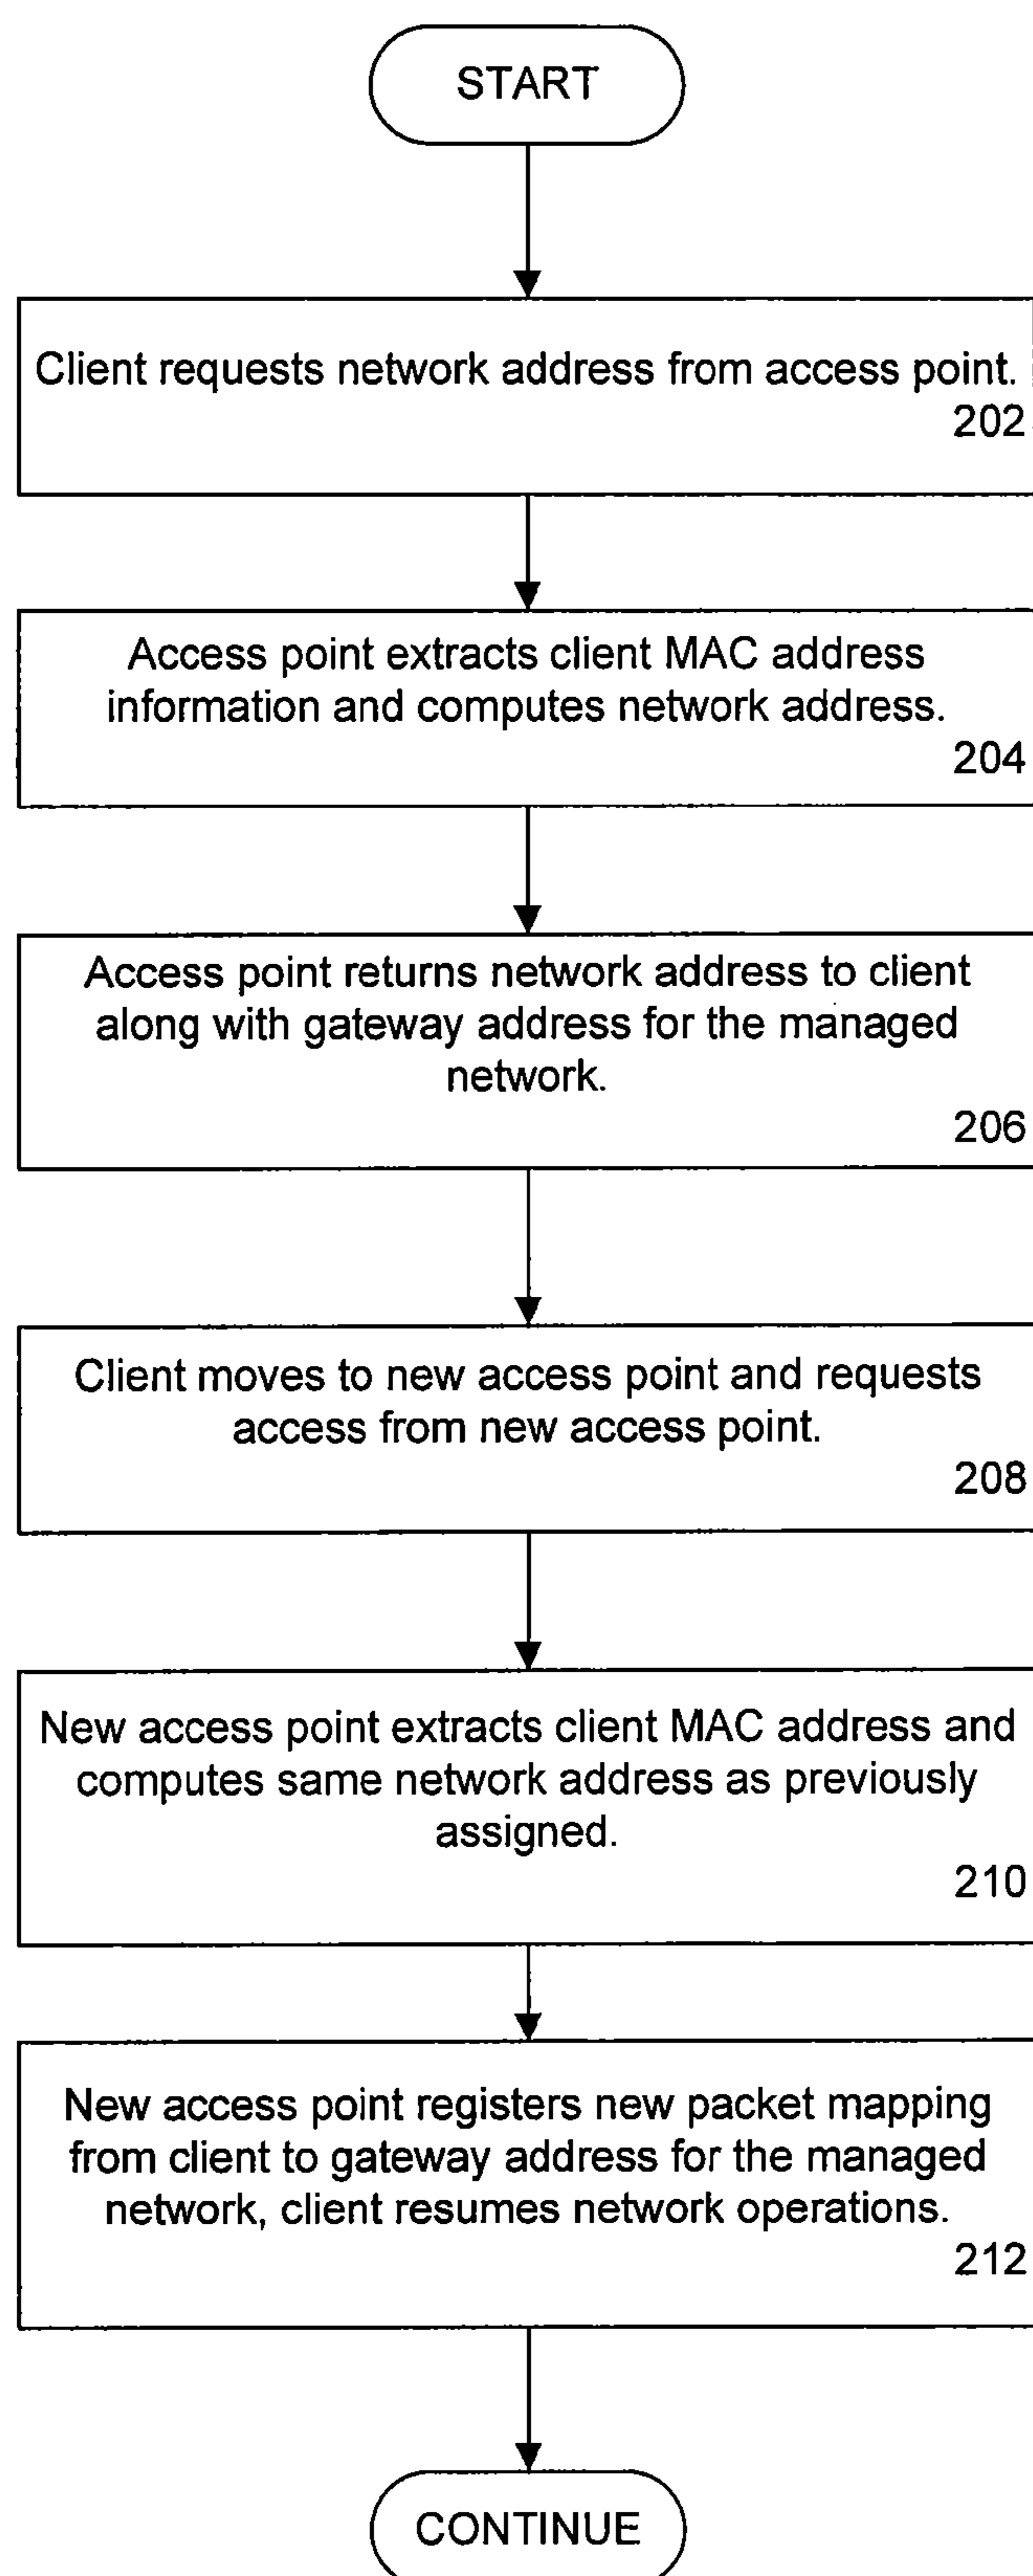 START
Client requests network address from access point.
202
Access point extracts client MAC address
information and computes network address.
204
Access point returns network address to client
along with gateway address for the managed
network.
206
Client moves to new access point and requests
access from new access point.
208
New access point extracts client MAC address and
computes same network address as previously
assigned.
210
New access point registers new packet mapping
from client to gateway address for the managed
network, client resumes network operations.
212
CONTINUE